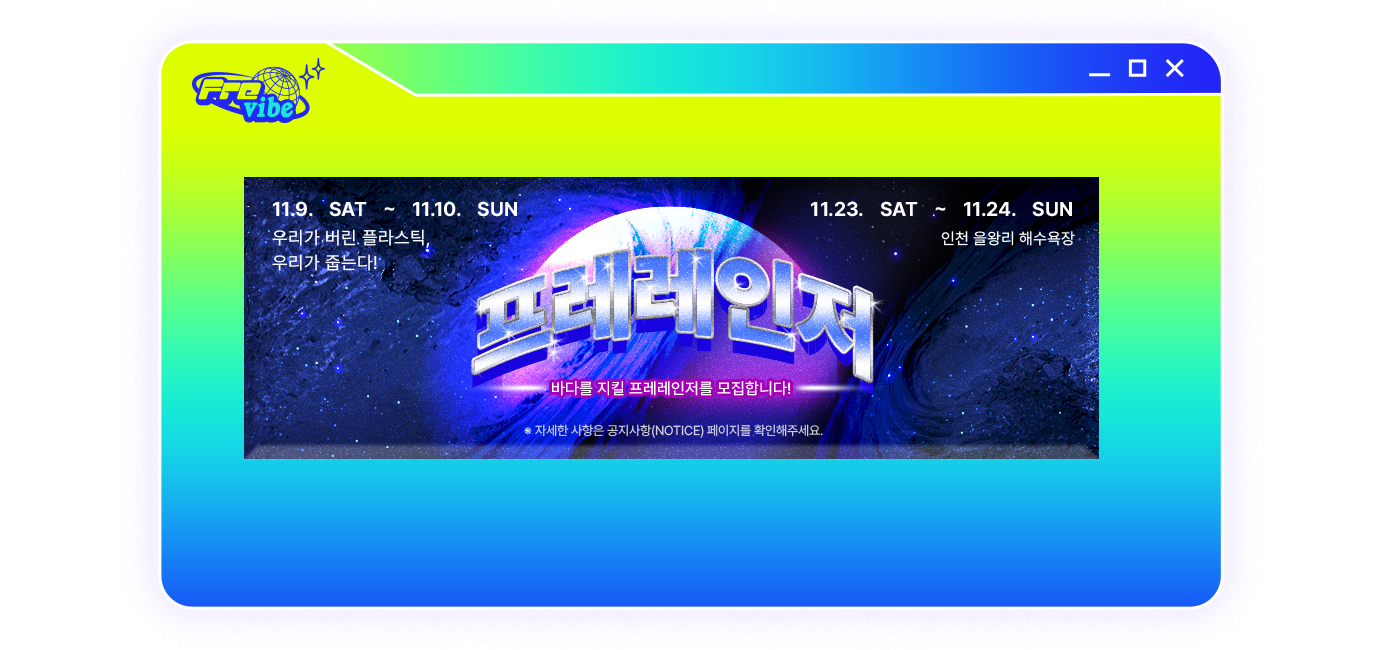 Fre
vibe
11.9. SAT ~ 11.10. SUN
우리가 버린 플라스틱,
우리가 줍는다!
11.23. SAT ~ 11.24. SUN
인천 을왕리 해수욕장
프레레인저
바다를 지킬 프레레인저를 모집합니다!
※ 자세한 사항은 공지사항(NOTICE) 페이지를 확인해주세요.